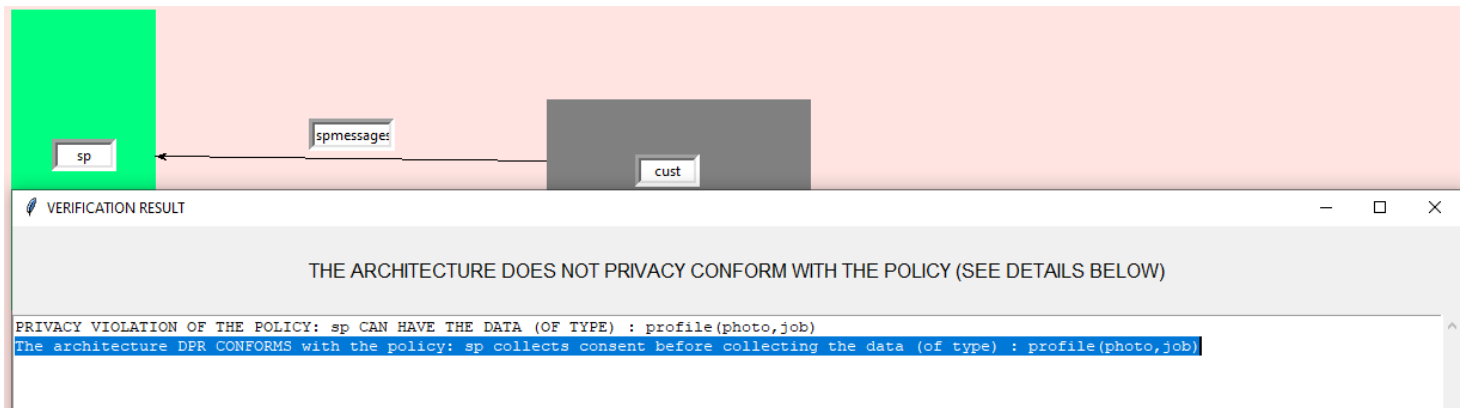 spmessages
sp
cust
VERIFICATION RESULT
THE ARCHITECTURE DOES NOT PRIVACY CONFORM WITH THE POLICY (SEE DETAILS BELOW)
PRIVACY VIOLATION OF THE POLICY: sp CAN HAVE THE DATA (OF TYPE) : profile(photo,job)
The architecture DPR CONFORMS with the policy: sp collects consent before collecting the data (of type) : profile(photo,job)